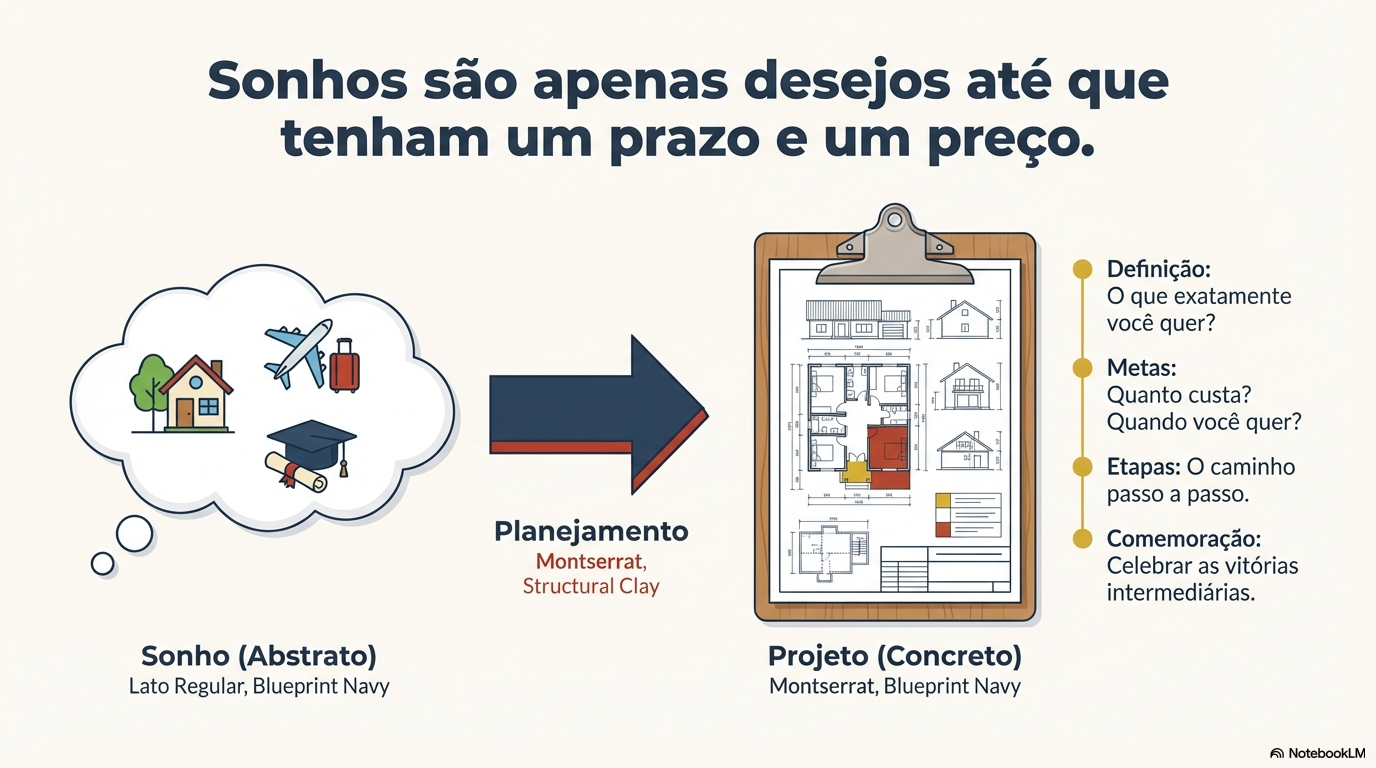 Sonhos são apenas desejos até que
tenham um prazo e um preço.
Sonho (Abstrato)
Lato Regular, Blueprint Navy
Planejamento
Montserrat,
Structural Clay
Projeto (Concreto)
Montserrat, Blueprint Navy
Definição:
O que exatamente
você quer?
Metas:
Quanto custa?
Quando você quer?
Etapas: O caminho
passo a passo.
Comemoração:
Celebrar as vitórias
intermediárias.
NotebookLM